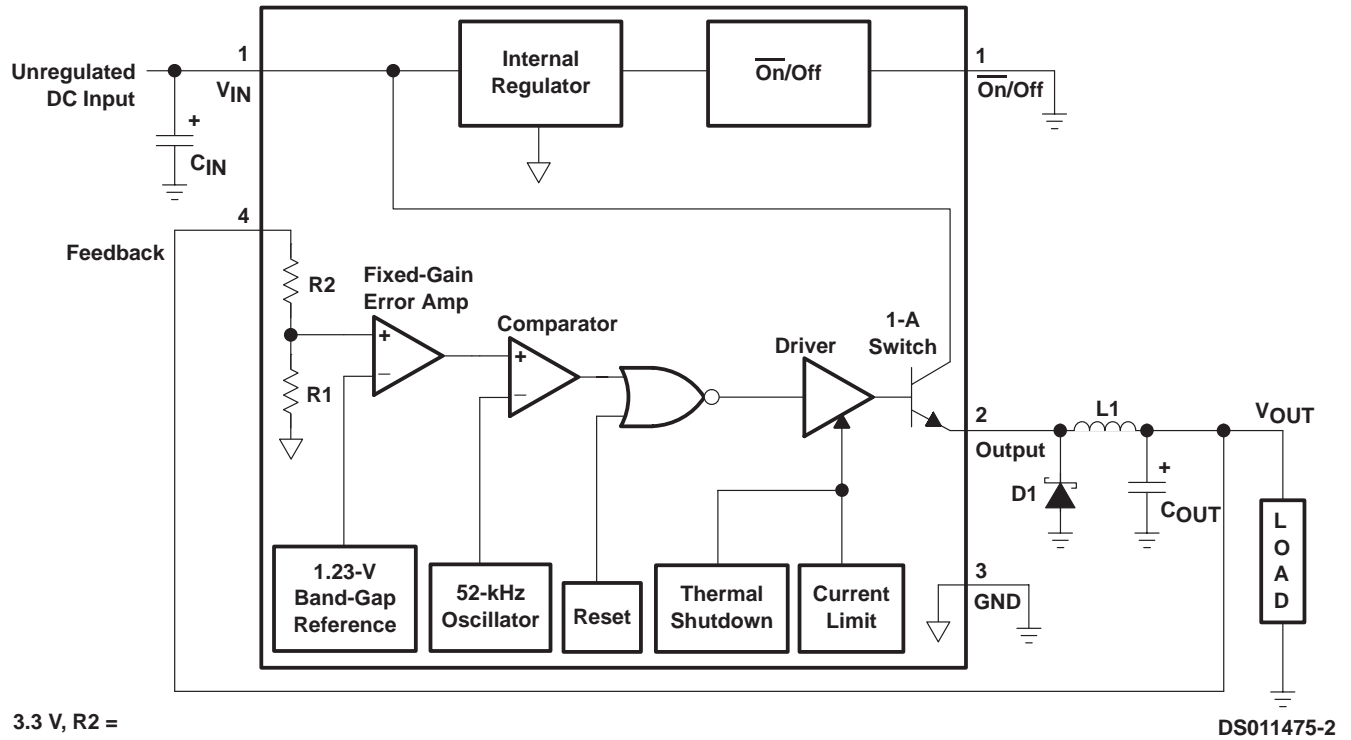 1
Unregulated
DC Input
VIN
+
CIN
Internal
Regulator
On/Off
1
On/Off
4
Feedback
R2
R1
Fixed-Gain
Error Amp
+
–
Comparator
+
–
Driver
1-A
Switch
2
Output
L1
VOUT
D1
+
COUT
L
O
A
D
1.23-V
Band-Gap
Reference
52-kHz
Oscillator
Reset
Thermal
Shutdown
Current
Limit
3
GND
3.3 V, R2 =
DS011475-2